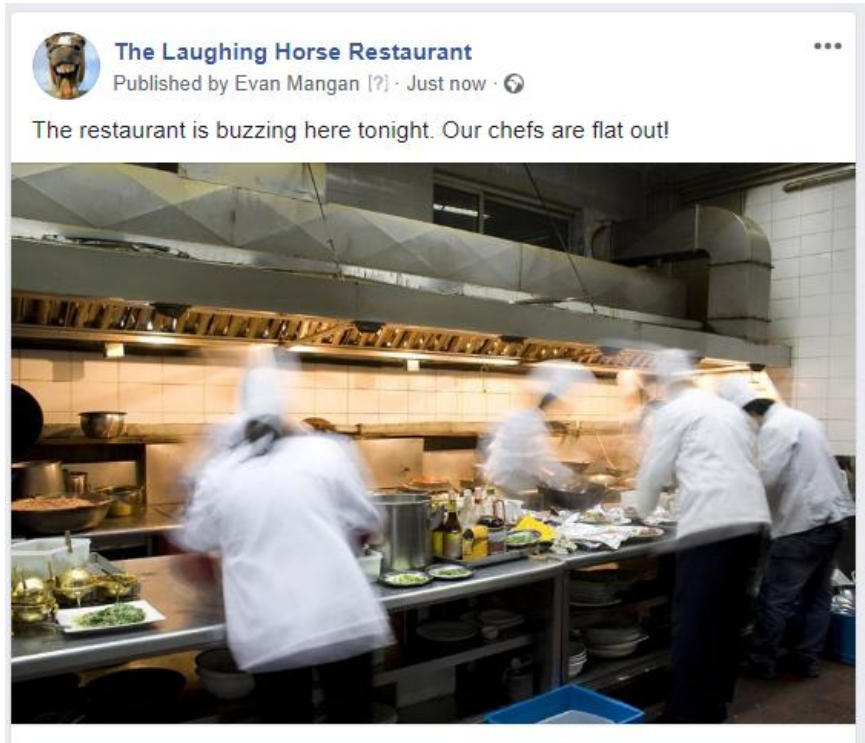 The Laughing Horse Restaurant
Published by Evan Mangan [?] · Just now ·
The restaurant is buzzing here tonight. Our chefs are flat out!